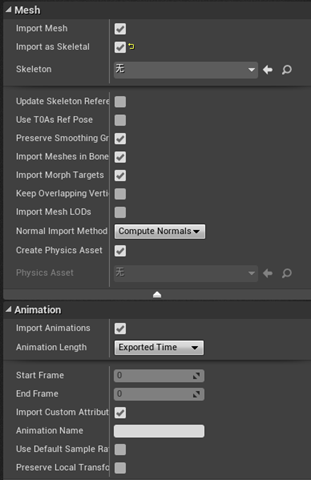 Mesh
Import Mesh
Import as Skeletal
Skeleton 无
Update Skeleton Refere
Use T0As Ref Pose
Preserve Smoothing Gr
Import Meshes in Bone
Import Morph Targets
Keep Overlapping Verti
Import Mesh LODs
Normal Import Method Compute Normals
Create Physics Asset
Physics Asset 无
Animation
Import Animations
Animation Length Exported Time
Start Frame 0
End Frame 0
Import Custom Attribut
Animation Name
Use Default Sample Ra
Preserve Local Transfo